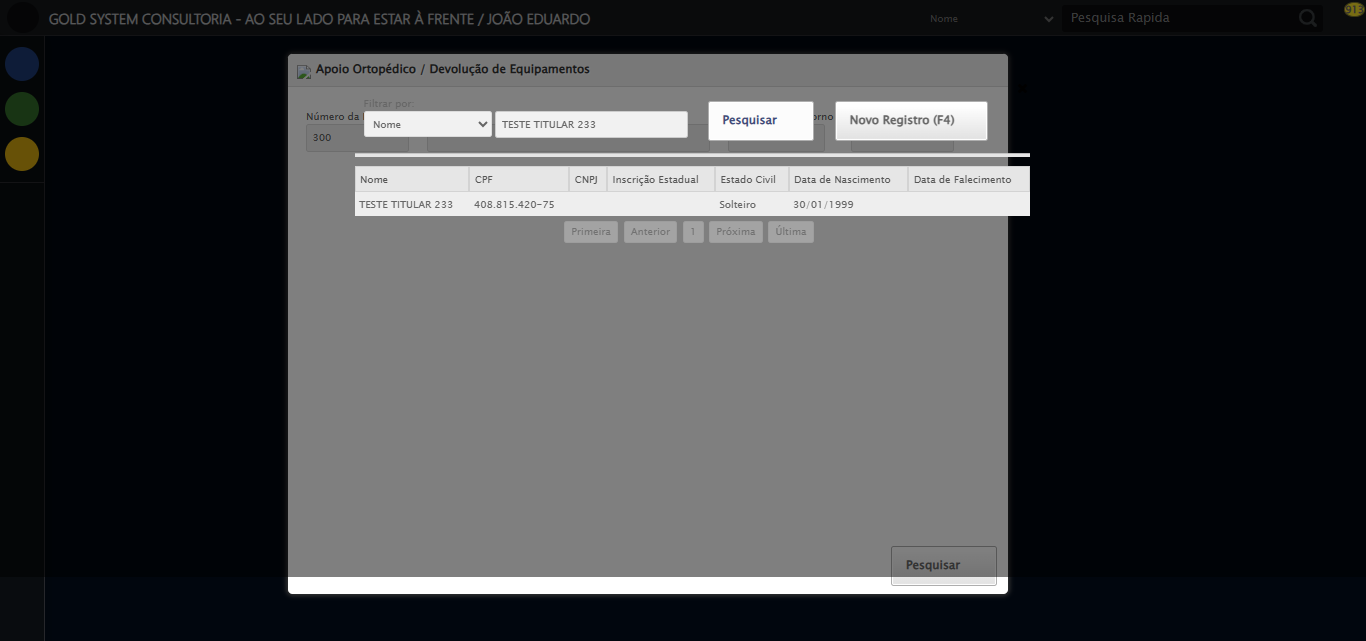 GOLD SYSTEM CONSULTORIA - AO SEU LADO PARA ESTAR À FRENTE / JOÃO EDUARDO
Nome
Pesquisa Rapida
913
Apoio Ortopédico / Devolução de Equipamentos
Filtrar por:
Número da
Nome
TESTE TITULAR 233
Pesquisar
Novo Registro (F4)
300
Nome CPF CNPJ Inscrição Estadual Estado Civil Data de Nascimento Data de Falecimento
TESTE TITULAR 233 408.815.420-75 Solteiro 30/01/1999
Primeira Anterior 1 Próxima Última
Pesquisar